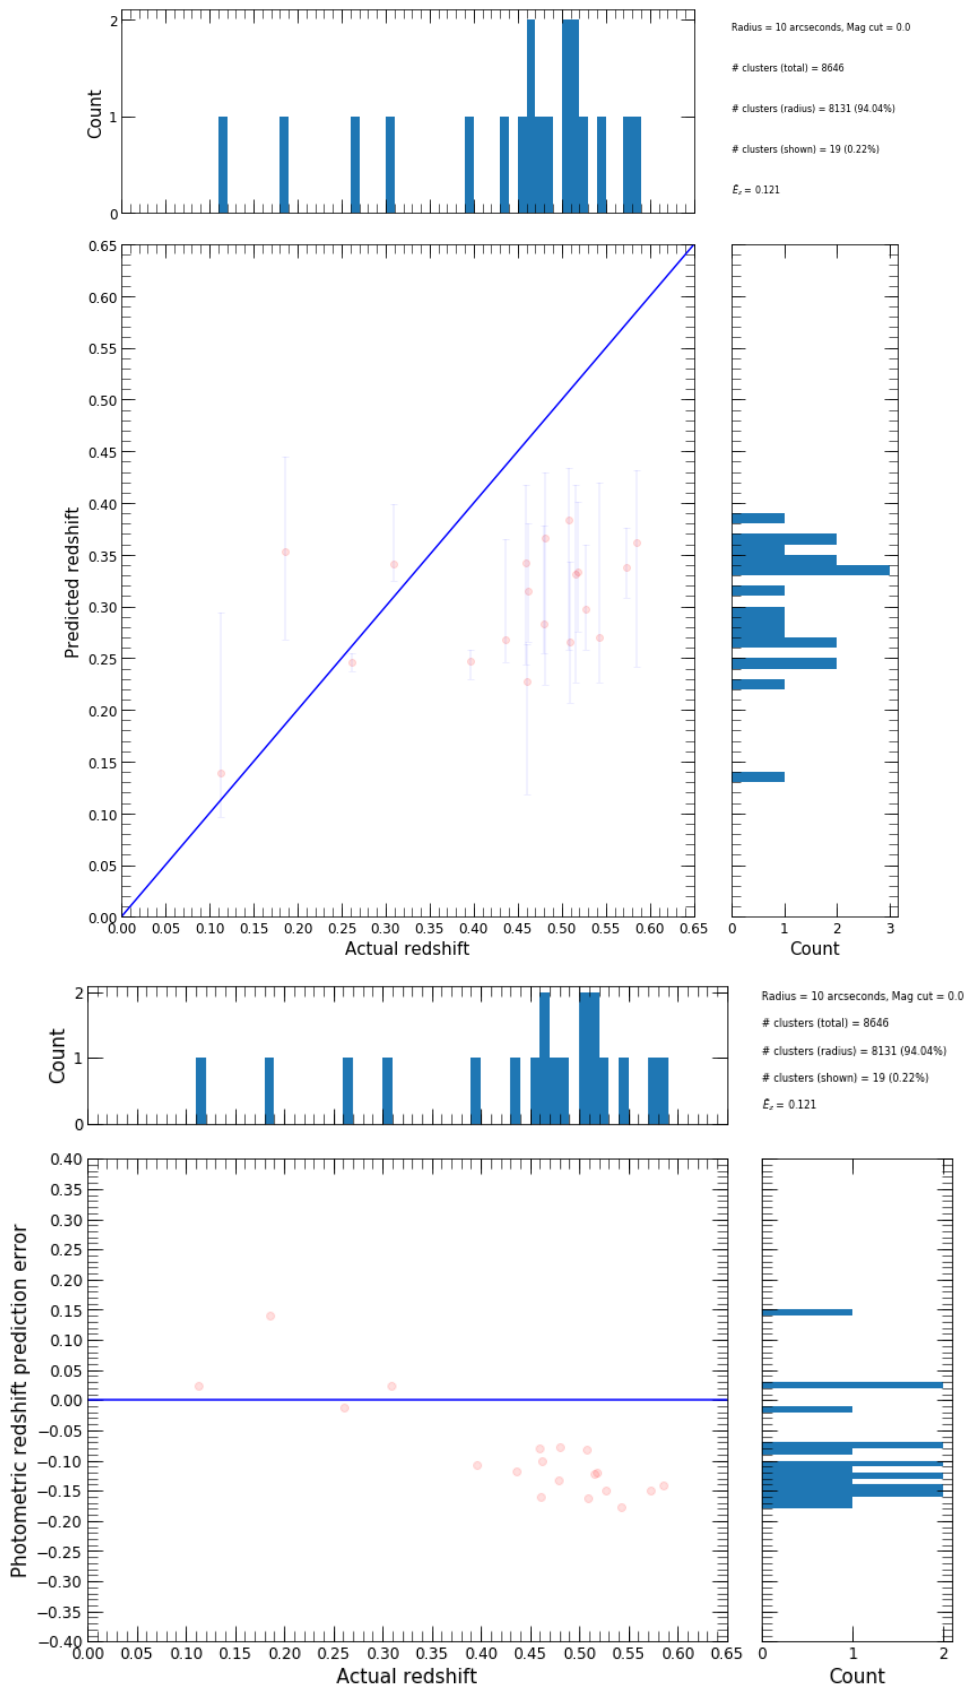 2
1
0
Count
Radius = 10 arcseconds, Mag cut = 0.0
# clusters (total) = 8646
# clusters (radius) = 8131 (94.04%)
# clusters (shown) = 19 (0.22%)
Ē_z = 0.121
0.65
0.60
0.55
0.50
0.45
0.40
0.35
0.30
0.25
0.20
0.15
0.10
0.05
0.00
Predicted redshift
0.00 0.05 0.10 0.15 0.20 0.25 0.30 0.35 0.40 0.45 0.50 0.55 0.60 0.65
Actual redshift
0 1 2 3
Count
2
1
0
Count
Radius = 10 arcseconds, Mag cut = 0.0
# clusters (total) = 8646
# clusters (radius) = 8131 (94.04%)
# clusters (shown) = 19 (0.22%)
Ē_z = 0.121
0.40
0.35
0.30
0.25
0.20
0.15
0.10
0.05
0.00
−0.05
−0.10
−0.15
−0.20
−0.25
−0.30
−0.35
−0.40
Photometric redshift prediction error
0.00 0.05 0.10 0.15 0.20 0.25 0.30 0.35 0.40 0.45 0.50 0.55 0.60 0.65
Actual redshift
0 1 2
Count